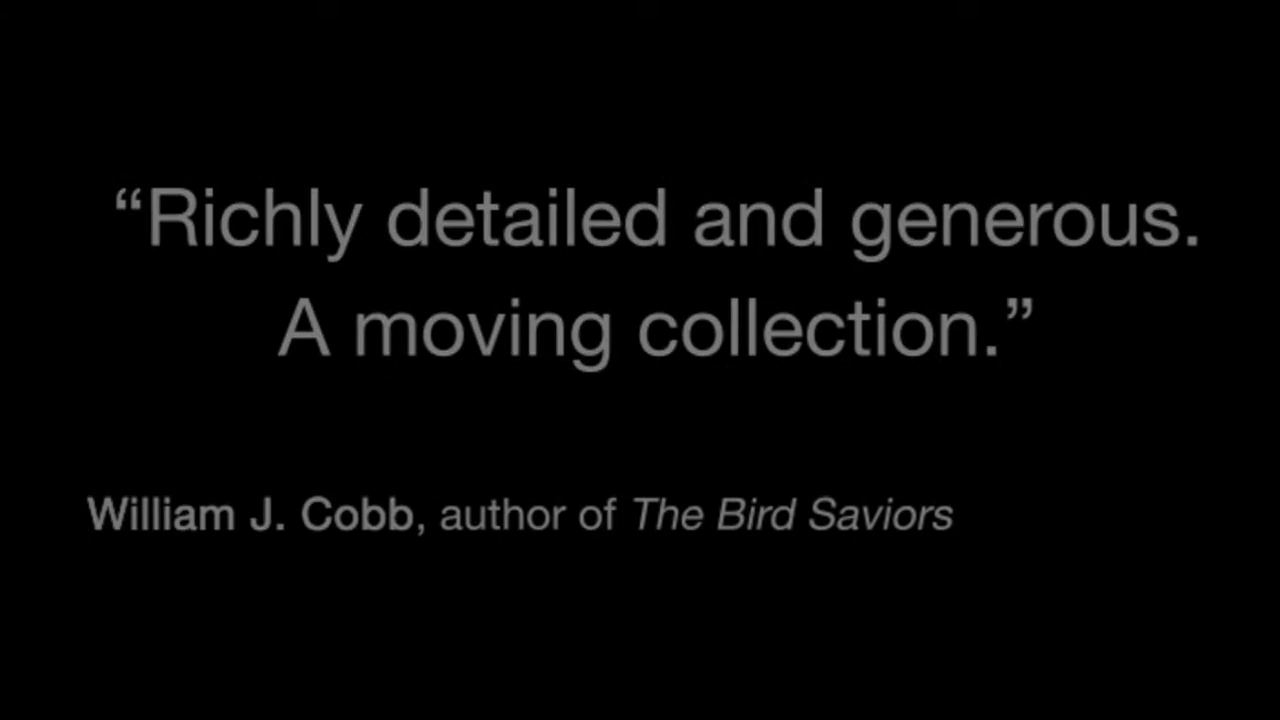 “Richly detailed and generous.
A moving collection.”
William J. Cobb, author of The Bird Saviors